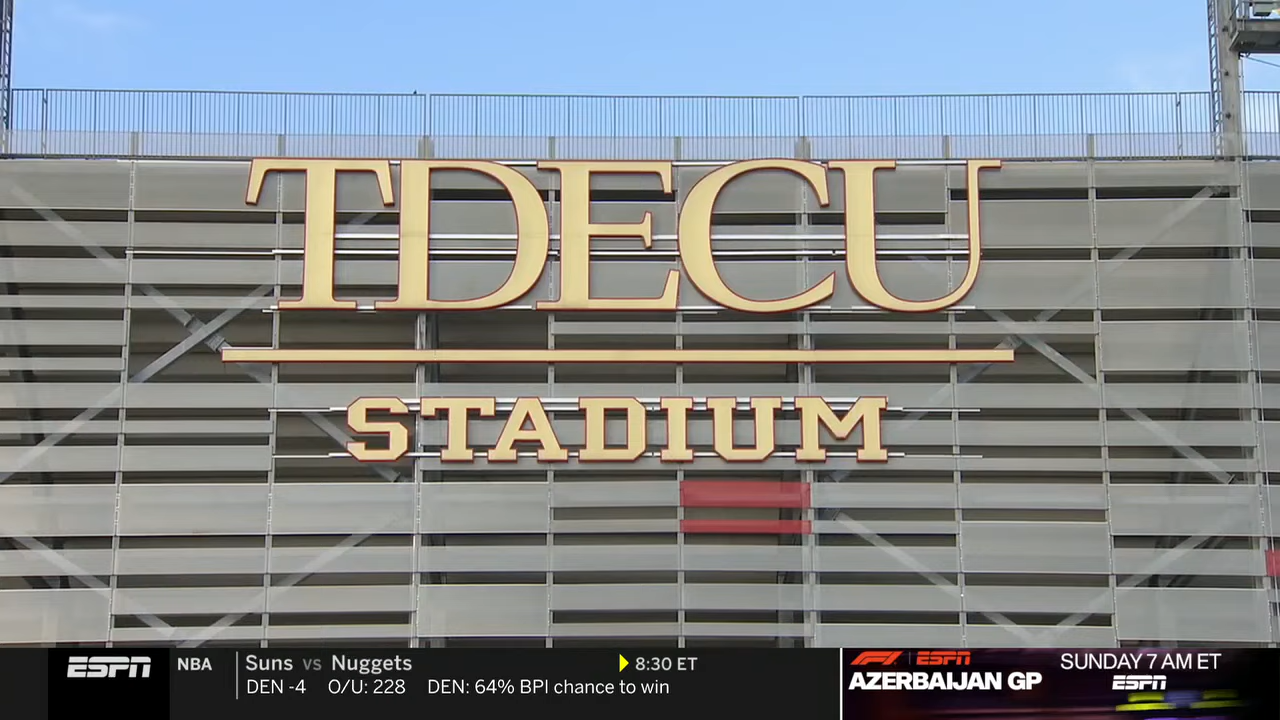 TDECU
STADIUM
ESPN
NBA
Suns vs Nuggets
8:30 ET
DEN -4 O/U: 228 DEN: 64% BPI chance to win
F1 ESPN
AZERBAIJAN GP
SUNDAY 7 AM ET
ESPN